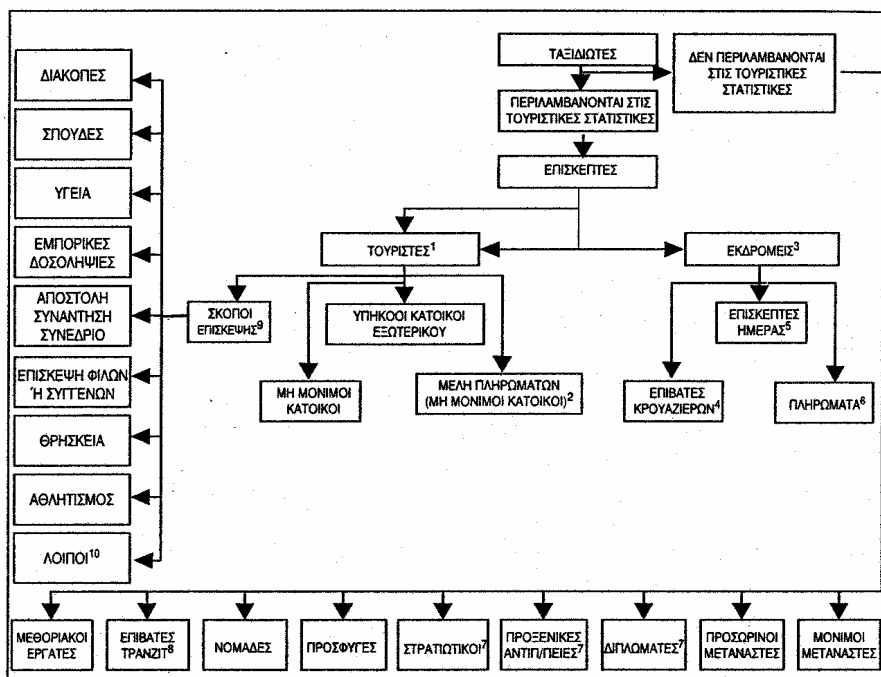 ΤΑΞΙΔΙΩΤΕΣ
ΔΕΝ ΠΕΡΙΛΑΜΒΑΝΟΝΤΑΙ
ΣΤΙΣ ΤΟΥΡΙΣΤΙΚΕΣ
ΣΤΑΤΙΣΤΙΚΕΣ
ΠΕΡΙΛΑΜΒΑΝΟΝΤΑΙ ΣΤΙΣ
ΤΟΥΡΙΣΤΙΚΕΣ ΣΤΑΤΙΣΤΙΚΕΣ
ΕΠΙΣΚΕΠΤΕΣ
ΤΟΥΡΙΣΤΕΣ¹
ΕΚΔΡΟΜΕΙΣ³
ΣΚΟΠΟΙ
ΕΠΙΣΚΕΨΗΣ⁹
ΥΠΗΚΟΟΙ ΚΑΤΟΙΚΟΙ
ΕΞΩΤΕΡΙΚΟΥ
ΕΠΙΣΚΕΠΤΕΣ
ΗΜΕΡΑΣ⁵
ΜΗ ΜΟΝΙΜΟΙ
ΚΑΤΟΙΚΟΙ
ΜΕΛΗ ΠΛΗΡΩΜΑΤΩΝ
(ΜΗ ΜΟΝΙΜΟΙ ΚΑΤΟΙΚΟΙ)²
ΕΠΙΒΑΤΕΣ
ΚΡΟΥΑΖΙΕΡΩΝ⁴
ΠΛΗΡΩΜΑΤΑ⁶
ΔΙΑΚΟΠΕΣ
ΣΠΟΥΔΕΣ
ΥΓΕΙΑ
ΕΜΠΟΡΙΚΕΣ
ΔΟΣΟΛΗΨΙΕΣ
ΑΠΟΣΤΟΛΗ
ΣΥΝΑΝΤΗΣΗ
ΣΥΝΕΔΡΙΟ
ΕΠΙΣΚΕΨΗ ΦΙΛΩΝ
Ή ΣΥΓΓΕΝΩΝ
ΘΡΗΣΚΕΙΑ
ΑΘΛΗΤΙΣΜΟΣ
ΛΟΙΠΟΙ¹⁰
ΜΕΘΟΡΙΑΚΟΙ
ΕΡΓΑΤΕΣ
ΕΠΙΒΑΤΕΣ
ΤΡΑΝΖΙΤ⁸
ΝΟΜΑΔΕΣ
ΠΡΟΣΦΥΓΕΣ
ΣΤΡΑΤΙΩΤΙΚΟΙ⁷
ΠΡΟΞΕΝΙΚΕΣ
ΑΝΤΙΠ/ΠΕΙΕΣ⁷
ΔΙΠΛΩΜΑΤΕΣ⁷
ΠΡΟΣΩΡΙΝΟΙ
ΜΕΤΑΝΑΣΤΕΣ
ΜΟΝΙΜΟΙ
ΜΕΤΑΝΑΣΤΕΣ